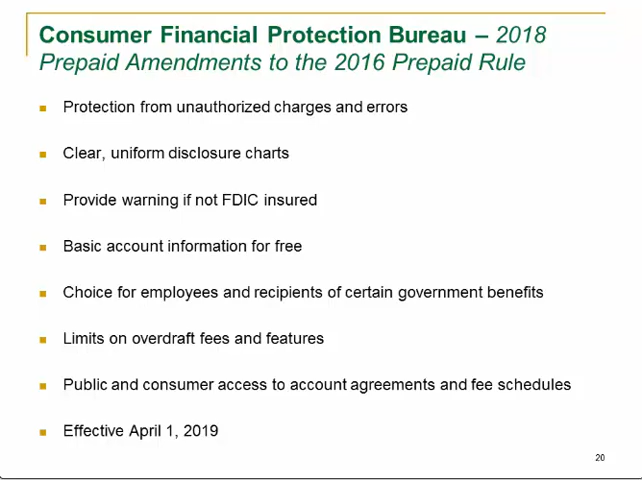 Consumer Financial Protection Bureau – 2018
Prepaid Amendments to the 2016 Prepaid Rule
Protection from unauthorized charges and errors
Clear, uniform disclosure charts
Provide warning if not FDIC insured
Basic account information for free
Choice for employees and recipients of certain government benefits
Limits on overdraft fees and features
Public and consumer access to account agreements and fee schedules
Effective April 1, 2019
20